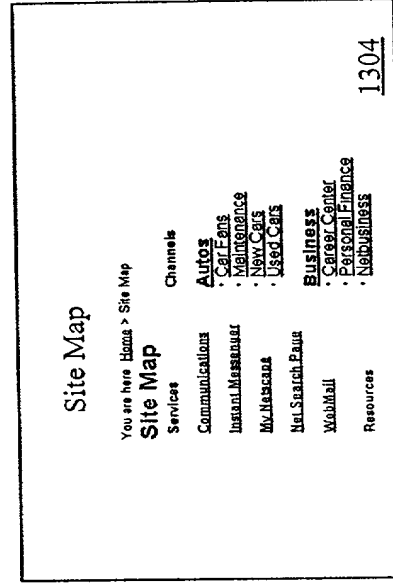 Site Map
You are here Home > Site Map
Site Map
Services
Channels
Communications
Instant Messenger
My Netscape
Net Search Page
WebMail
Resources
Autos
· Car Fans
· Maintenance
· New Cars
· Used Cars
Business
· Career Center
· Personal Finance
· Netbusiness
1304